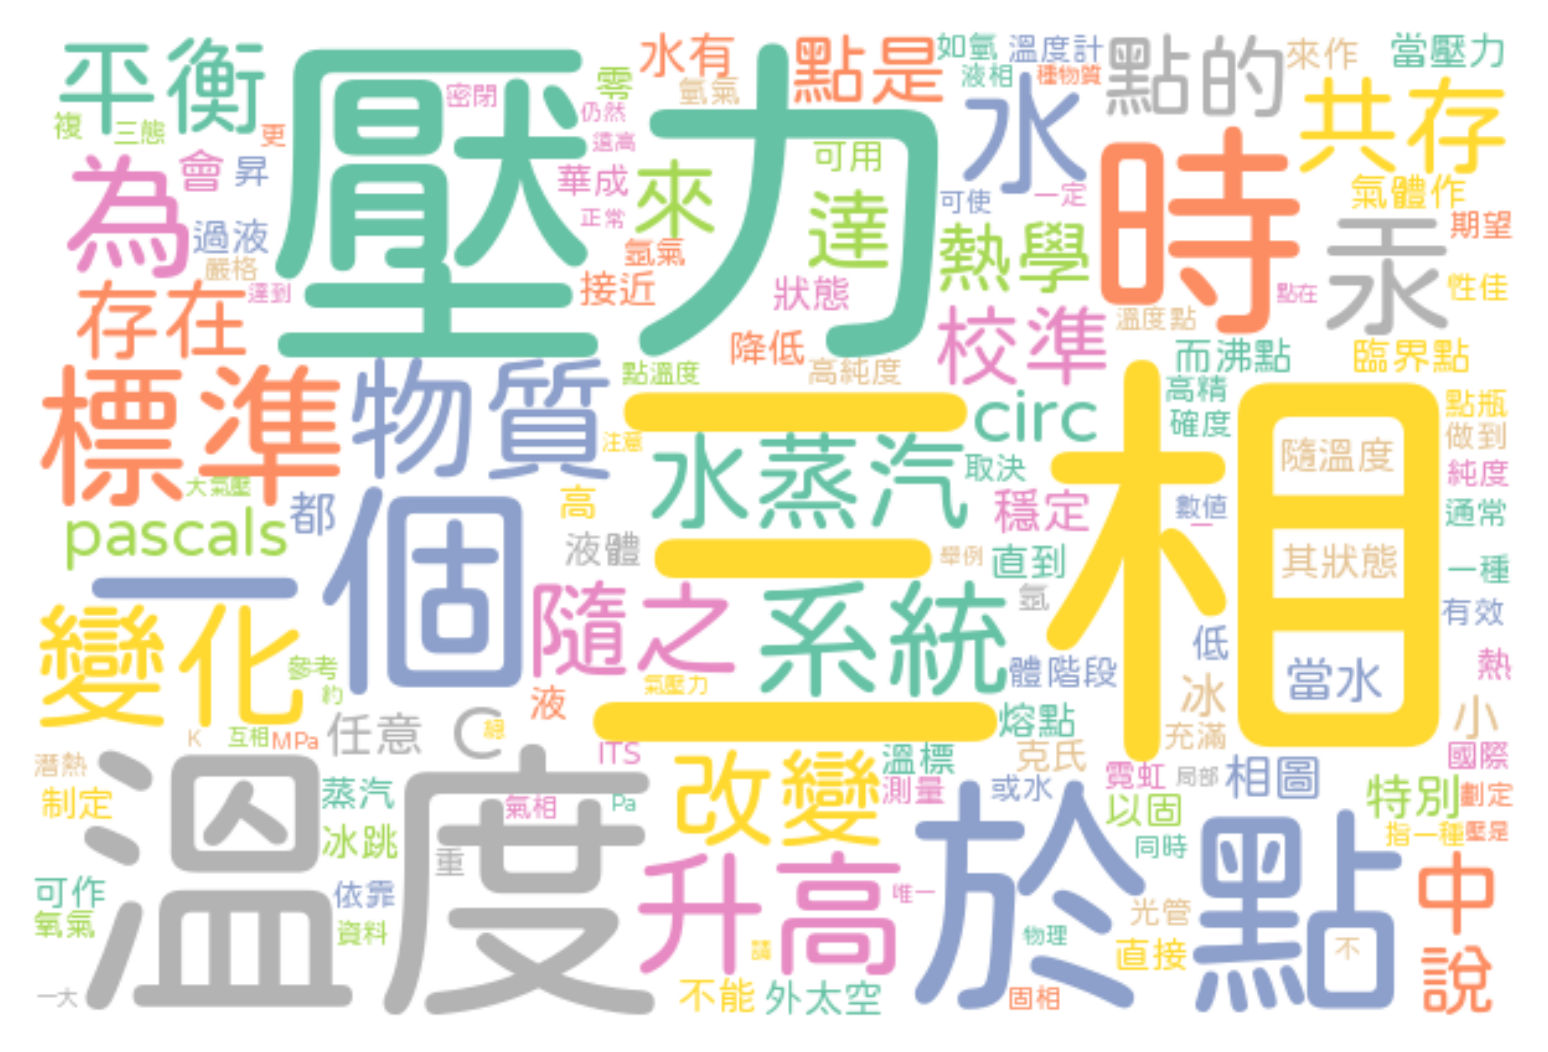 平衡
壓力
水有
點是
如氫
溫度計
點的
來作
當壓力
密閉
零
氫氣
液相
種物質
水
共存
複
三態
更
仍然
遠高
可用
時
為
會
昇
華成
來
達
可使
一定
氣體作
過液
正常
熱學
汞
期望
嚴格
氬氣
達到
接近
狀態
點在
性佳
存在
降低
校準
溫度點
而沸點
臨界點
標準
物質
點溫度
高純度
三相
circ
高精
確度
點瓶
做到
注意
水蒸汽
取決
隨溫度
純度
大氣壓
都
高
穩定
數值
通常
pascals
一個
液體
舉例
直到
其狀態
一種
氬
變化
隨之
系統
低
有效
參考
約
氣壓力
體階段
當水
熱
K
互相
MPa
任意
C
液
熔點
冰
小
潛熱
ITS
改變
溫標
克氏
充滿
國際
制定
溫度
蒸汽
氣相
Pa
測量
或水
霓虹
局部
相圖
特別
劃定
冰跳
重
於
以固
點
指一種
壓是
可作
依靠
升高
唯一
同時
中
氧氣
資料
物理
光管
直接
不
說
一大
不能
外太空
固相